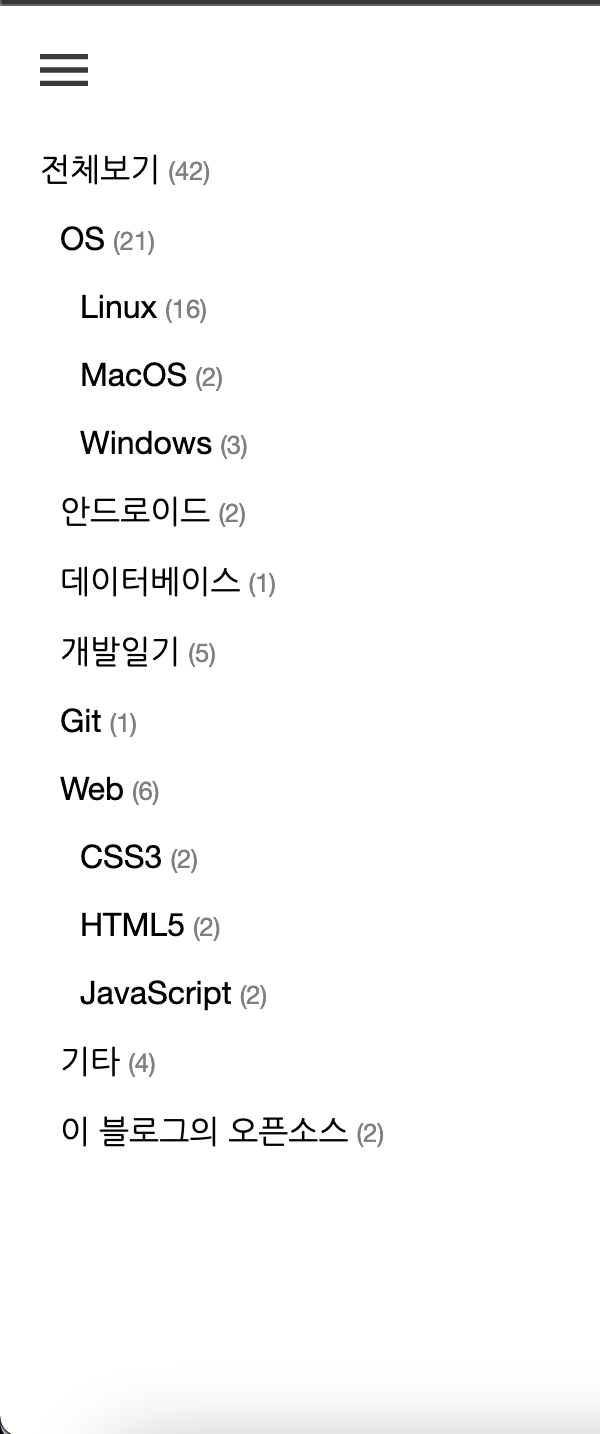 전체보기 (42)
OS (21)
Linux (16)
MacOS (2)
Windows (3)
안드로이드 (2)
데이터베이스 (1)
개발일기 (5)
Git (1)
Web (6)
CSS3 (2)
HTML5 (2)
JavaScript (2)
기타 (4)
이 블로그의 오픈소스 (2)